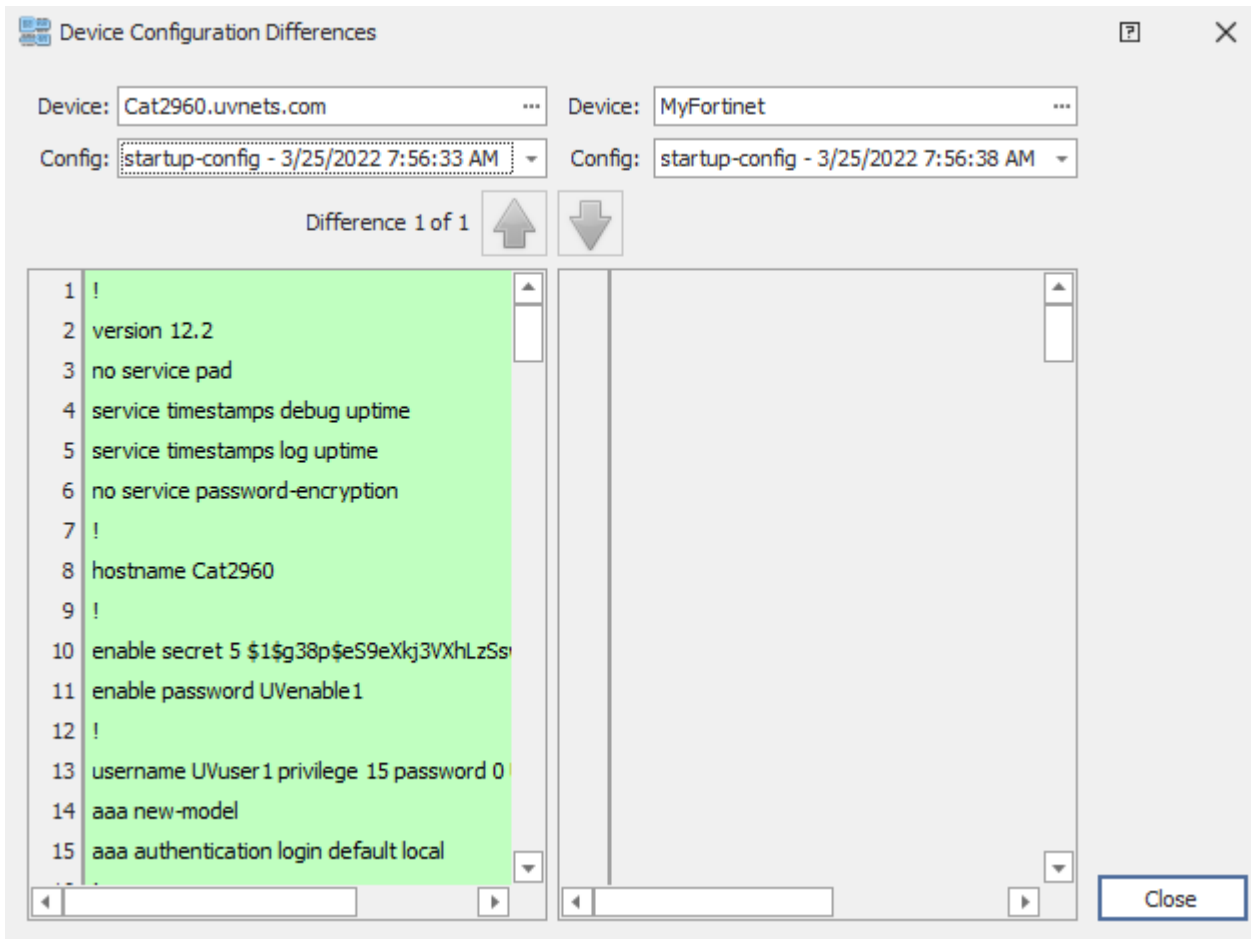 Device Configuration Differences
Device: Cat2960.uvnets.com ... Device: MyFortinet ...
Config: startup-config - 3/25/2022 7:56:33 AM Config: startup-config - 3/25/2022 7:56:38 AM
Difference 1 of 1
1 !
2 version 12.2
3 no service pad
4 service timestamps debug uptime
5 service timestamps log uptime
6 no service password-encryption
7 !
8 hostname Cat2960
9 !
10 enable secret 5 $1$g38p$eS9eXkj3VXhLzSs
11 enable password UVenable1
12 !
13 username UVuser1 privilege 15 password 0
14 aaa new-model
15 aaa authentication login default local
Close